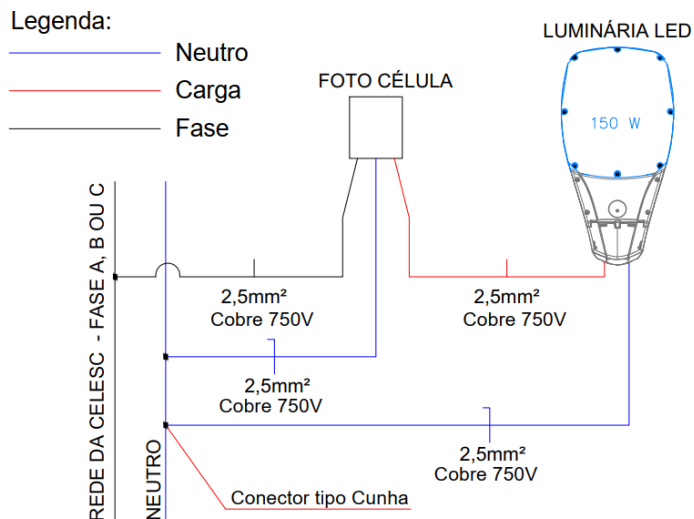 Legenda:
Neutro
Carga
Fase
LUMINÁRIA LED
FOTO CÉLULA
150 W
REDE DA CELESC - FASE A, B OU C
2,5mm²
Cobre 750V
2,5mm²
Cobre 750V
2,5mm²
Cobre 750V
2,5mm²
Cobre 750V
NEUTRO
Conector tipo Cunha